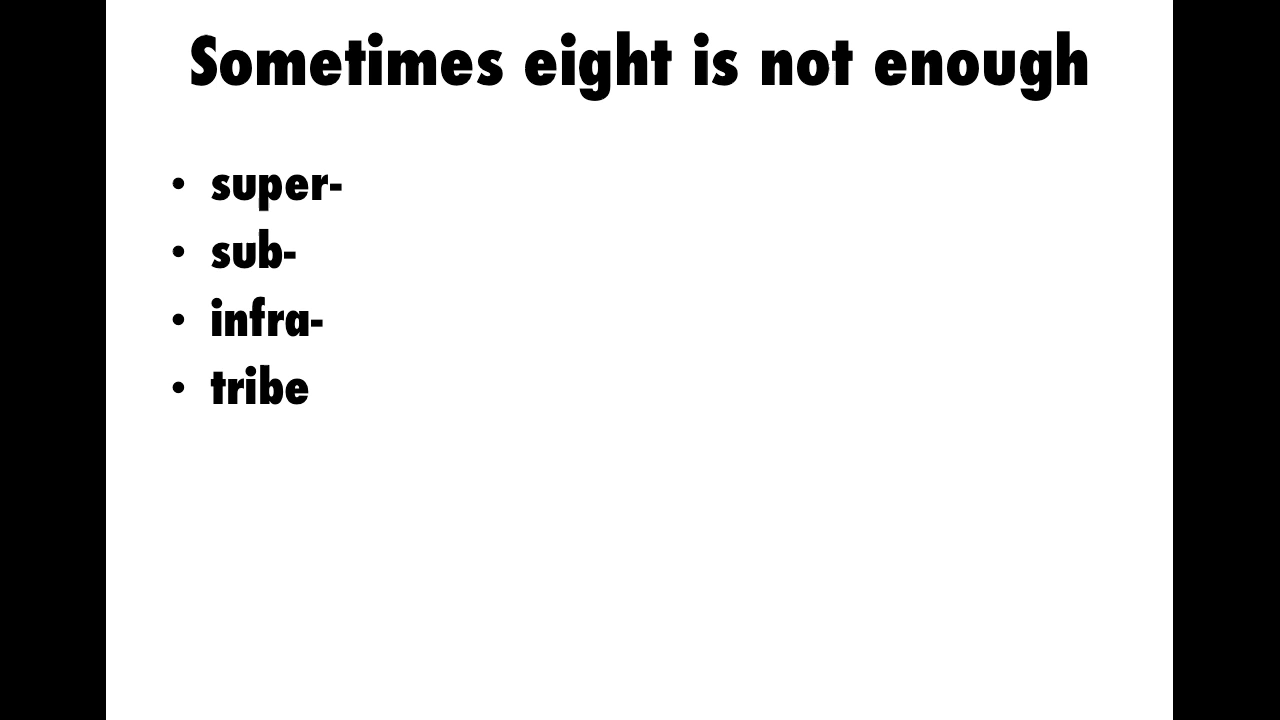 Sometimes eight is not enough
• super-
• sub-
• infra-
• tribe